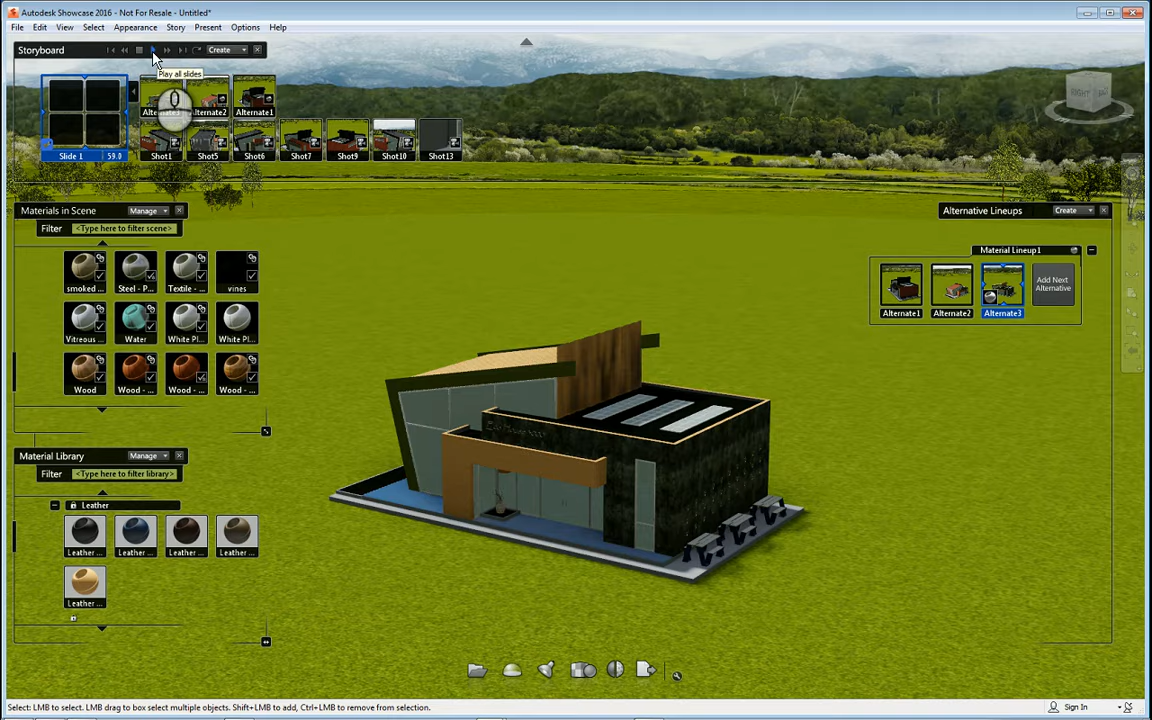 Autodesk Showcase 2016 - Not For Resale - Untitled*
File Edit View Select Appearance Story Present Options Help
Storyboard Create
Play all slides
Alternate2 Alternate1
Slide 1 59.0 Shot1 Shot5 Shot6 Shot7 Shot9 Shot10 Shot13
RIGHT
Materials in Scene Manage
Filter <Type here to filter scene>
smoked ... Steel - P... Textile - ... vines
Vitreous ... Water White Pl... White Pl...
Wood Wood - ... Wood - ... Wood - ...
Material Library Manage
Filter <Type here to filter library>
Leather
Leather ... Leather ... Leather ... Leather ...
Leather ...
Alternative Lineups Create
Material Lineup1
Alternate1 Alternate2 Alternate3
Add Next
Alternative
Select: LMB to select. LMB drag to box select multiple objects. Shift+LMB to add, Ctrl+LMB to remove from selection.
Sign In